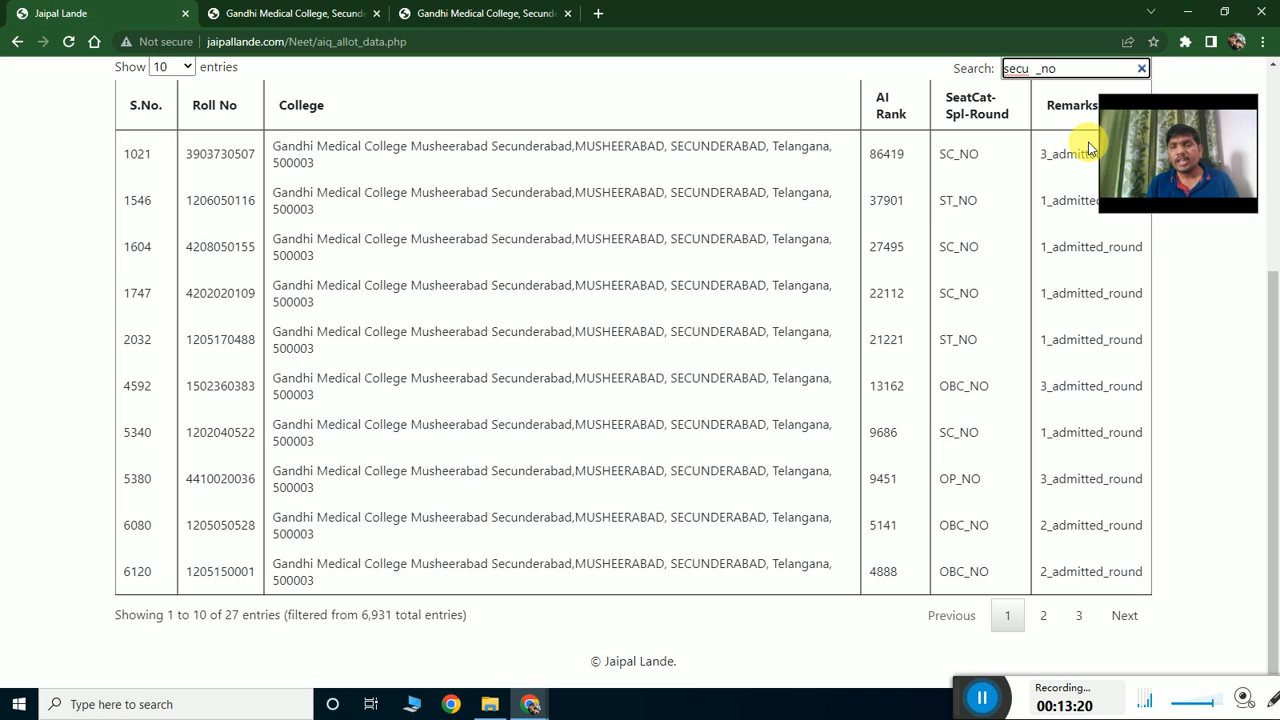 Jaipal Lande
Gandhi Medical College, Secund
Gandhi Medical College, Secund
Not secure
jaipallande.com/Neet/aiq_allot_data.php
Show 10 entries
Search: secu _no
S.No. Roll No College AI Rank SeatCat-Spl-Round Remarks
1021 3903730507 Gandhi Medical College Musheerabad Secunderabad,MUSHEERABAD, SECUNDERABAD, Telangana, 500003 86419 SC_NO 3_admitt
1546 1206050116 Gandhi Medical College Musheerabad Secunderabad,MUSHEERABAD, SECUNDERABAD, Telangana, 500003 37901 ST_NO 1_admitted
1604 4208050155 Gandhi Medical College Musheerabad Secunderabad,MUSHEERABAD, SECUNDERABAD, Telangana, 500003 27495 SC_NO 1_admitted_round
1747 4202020109 Gandhi Medical College Musheerabad Secunderabad,MUSHEERABAD, SECUNDERABAD, Telangana, 500003 22112 SC_NO 1_admitted_round
2032 1205170488 Gandhi Medical College Musheerabad Secunderabad,MUSHEERABAD, SECUNDERABAD, Telangana, 500003 21221 ST_NO 1_admitted_round
4592 1502360383 Gandhi Medical College Musheerabad Secunderabad,MUSHEERABAD, SECUNDERABAD, Telangana, 500003 13162 OBC_NO 3_admitted_round
5340 1202040522 Gandhi Medical College Musheerabad Secunderabad,MUSHEERABAD, SECUNDERABAD, Telangana, 500003 9686 SC_NO 1_admitted_round
5380 4410020036 Gandhi Medical College Musheerabad Secunderabad,MUSHEERABAD, SECUNDERABAD, Telangana, 500003 9451 OP_NO 3_admitted_round
6080 1205050528 Gandhi Medical College Musheerabad Secunderabad,MUSHEERABAD, SECUNDERABAD, Telangana, 500003 5141 OBC_NO 2_admitted_round
6120 1205150001 Gandhi Medical College Musheerabad Secunderabad,MUSHEERABAD, SECUNDERABAD, Telangana, 500003 4888 OBC_NO 2_admitted_round
Showing 1 to 10 of 27 entries (filtered from 6,931 total entries)
Previous 1 2 3 Next
© Jaipal Lande.
Type here to search
Recording...
00:13:20